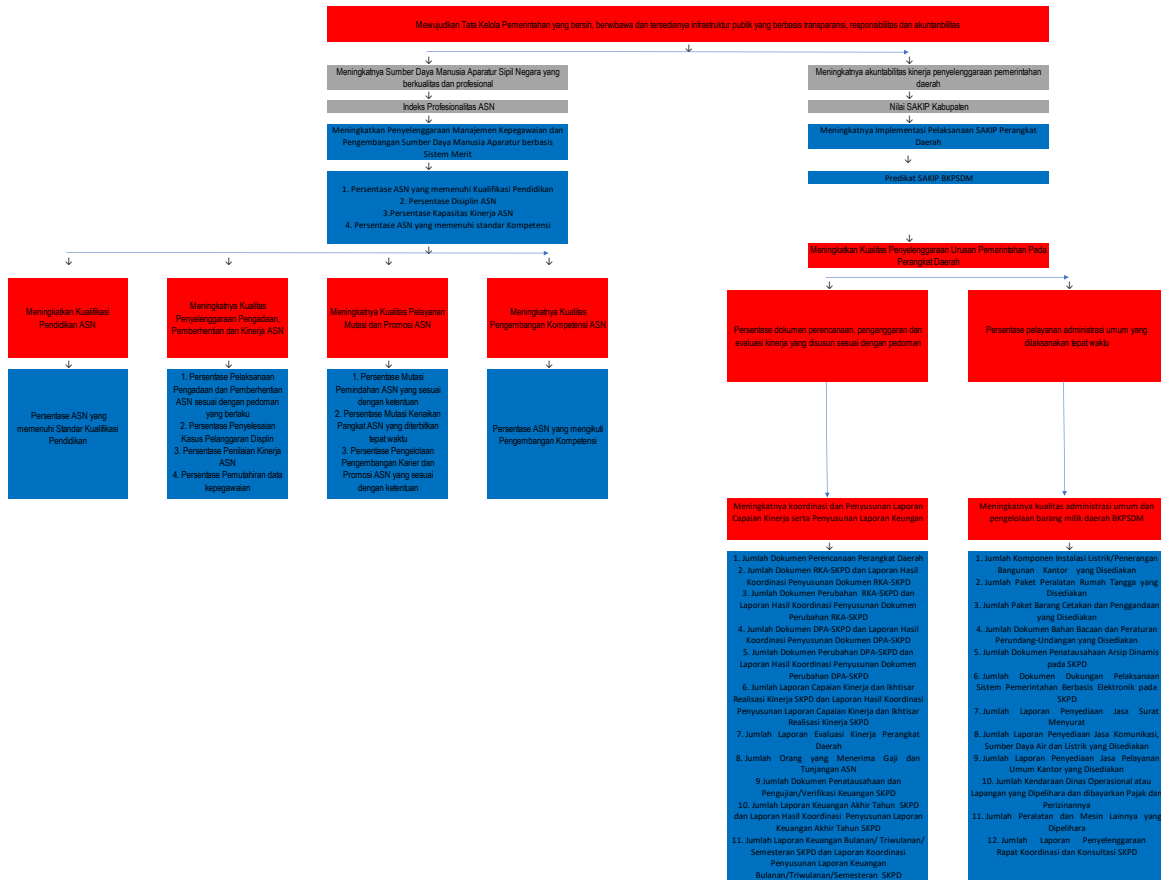 Mewujudkan Tata Kelola Pemerintahan yang bersih, berwibawa dan tersedianya infrastruktur publik yang berbasis transparansi, responsibilitas dan akuntanbilitas
↓
↓
↓
Meningkatnya Sumber Daya Manusia Aparatur Sipil Negara yang
berkualitas dan profesional
Meningkatnya akuntabilitas kinerja penyelenggaraan pemerintahan
daerah
↓
↓
Indeks Profesionalitas ASN
Nilai SAKIP Kabupaten
↓
↓
Meningkatkan Penyelenggaraan Manajemen Kepegawaian dan
Pengembangan Sumber Daya Manusia Aparatur berbasis
Sistem Merit
Meningkatnya Implementasi Pelaksanaan SAKIP Perangkat
Daerah
↓
↓
1. Persentase ASN yang memenuhi Kualifikasi Pendidikan
2. Persentase Disiplin ASN
3.Persentase Kapasitas Kinerja ASN
4. Persentase ASN yang memenuhi standar Kompetensi
Predikat SAKIP BKPSDM
↓
↓
Meningkatkan Kualitas Penyelenggaraan Urusan Pemerintahan Pada
Perangkat Daerah
↓
↓
↓
↓
↓
↓
Meningkatkan Kualifikasi
Pendidikan ASN
Meningkatnya Kualitas
Penyelenggaraan Pengadaan,
Pemberhentian dan Kinerja ASN
Meningkatnya Kualitas Pelayanan
Mutasi dan Promosi ASN
Meningkatnya Kualitas
Pengembangan Kompetensi ASN
Persentase dokumen perencanaan, penganggaran dan
evaluasi kinerja yang disusun sesuai dengan pedoman
Persentase pelayanan administrasi umum yang
dilaksanakan tepat waktu
↓
↓
↓
↓
↓
↓
Persentase ASN yang
memenuhi Standar Kualifikasi
Pendidikan
1. Persentase Pelaksanaan
Pengadaan dan Pemberhentian
ASN sesuai dengan pedoman
yang berlaku
2. Persentase Penyelesaian
Kasus Pelanggaran Displin
3. Persentase Penilaian Kinerja
ASN
4. Persentase Pemutahiran data
kepegawaian
1. Persentase Mutasi
Pemindahan ASN yang sesuai
dengan ketentuan
2. Persentase Mutasi Kenaikan
Pangkat ASN yang diterbitkan
tepat waktu
3. Persentase Pengelolaan
Pengembangan Karier dan
Promosi ASN yang sesuai
dengan ketentuan
Persentase ASN yang mengikuti
Pengembangan Kompetensi
Meningkatnya koordinasi dan Penyusunan Laporan
Capaian Kinerja serta Penyusunan Laporan Keungan
Meningkatnya kualitas administrasi umum dan
pengelolaan barang milik daerah BKPSDM
↓
↓
1. Jumlah Dokumen Perencanaan Perangkat Daerah
2. Jumlah Dokumen RKA-SKPD dan Laporan Hasil
Koordinasi Penyusunan Dokumen RKA-SKPD
3. Jumlah Dokumen Perubahan RKA-SKPD dan
Laporan Hasil Koordinasi Penyusunan Dokumen
Perubahan RKA-SKPD
4. Jumlah Dokumen DPA-SKPD dan Laporan Hasil
Koordinasi Penyusunan Dokumen DPA-SKPD
5. Jumlah Dokumen Perubahan DPA-SKPD dan
Laporan Hasil Koordinasi Penyusunan Dokumen
Perubahan DPA-SKPD
6. Jumlah Laporan Capaian Kinerja dan Ikhtisar
Realisasi Kinerja SKPD dan Laporan Hasil Koordinasi
Penyusunan Laporan Capaian Kinerja dan Ikhtisar
Realisasi Kinerja SKPD
7. Jumlah Laporan Evaluasi Kinerja Perangkat
Daerah
8. Jumlah Orang yang Menerima Gaji dan
Tunjangan ASN
9 Jumlah Dokumen Penatausahaan dan
Pengujian/Verifikasi Keuangan SKPD
10. Jumlah Laporan Keuangan Akhir Tahun SKPD
dan Laporan Hasil Koordinasi Penyusunan Laporan
Keuangan Akhir Tahun SKPD
11. Jumlah Laporan Keuangan Bulanan/ Triwulanan/
Semesteran SKPD dan Laporan Koordinasi
Penyusunan Laporan Keuangan
Bulanan/Triwulanan/Semesteran SKPD
1. Jumlah Komponen Instalasi Listrik/Penerangan
Bangunan Kantor yang Disediakan
2. Jumlah Paket Peralatan Rumah Tangga yang
Disediakan
3. Jumlah Paket Barang Cetakan dan Penggandaan
yang Disediakan
4. Jumlah Dokumen Bahan Bacaan dan Peraturan
Perundang-Undangan yang Disediakan
5. Jumlah Dokumen Penatausahaan Arsip Dinamis
pada SKPD
6. Jumlah Dokumen Dukungan Pelaksanaan
Sistem Pemerintahan Berbasis Elektronik pada
SKPD
7. Jumlah Laporan Penyediaan Jasa Surat
Menyurat
8. Jumlah Laporan Penyediaan Jasa Komunikasi,
Sumber Daya Air dan Listrik yang Disediakan
9. Jumlah Laporan Penyediaan Jasa Pelayanan
Umum Kantor yang Disediakan
10. Jumlah Kendaraan Dinas Operasional atau
Lapangan yang Dipelihara dan dibayarkan Pajak dan
Perizinannya
11. Jumlah Peralatan dan Mesin Lainnya yang
Dipelihara
12. Jumlah Laporan Penyelenggaraan
Rapat Koordinasi dan Konsultasi SKPD